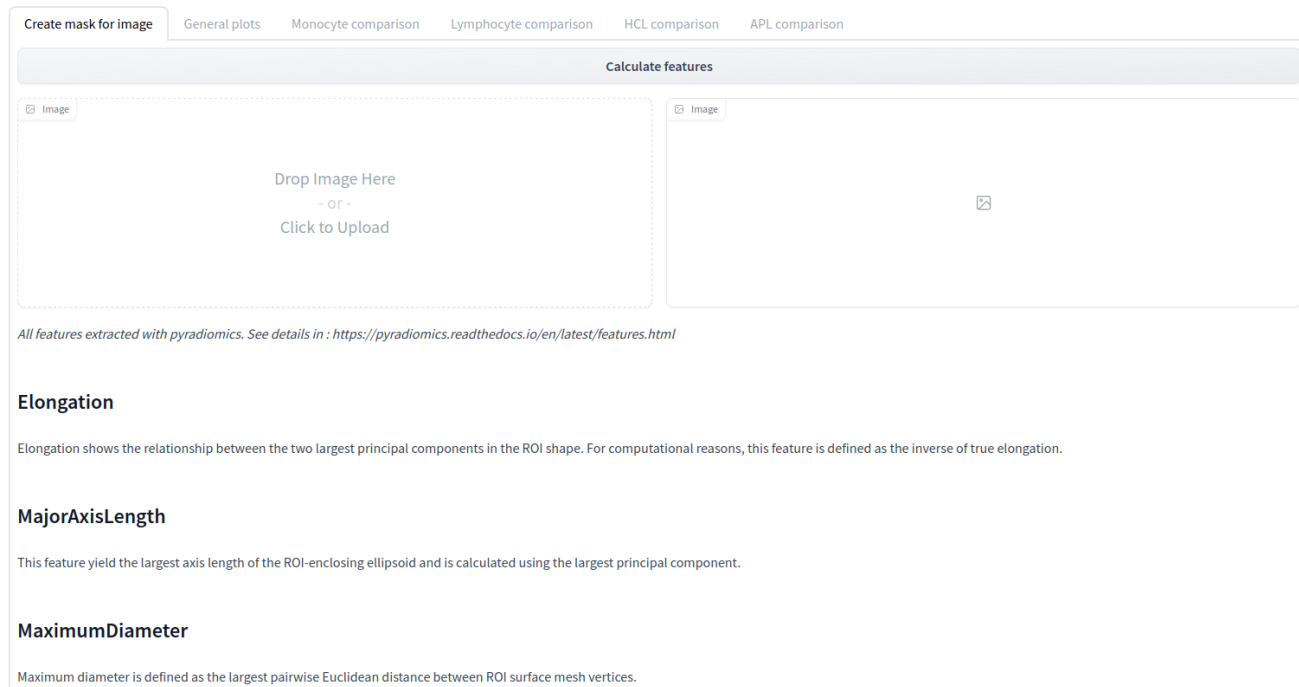 Create mask for image General plots Monocyte comparison Lymphocyte comparison HCL comparison APL comparison
Calculate features
Image Image
Drop Image Here
- or -
Click to Upload
All features extracted with pyradiomics. See details in : https://pyradiomics.readthedocs.io/en/latest/features.html
Elongation
Elongation shows the relationship between the two largest principal components in the ROI shape. For computational reasons, this feature is defined as the inverse of true elongation.
MajorAxisLength
This feature yield the largest axis length of the ROI-enclosing ellipsoid and is calculated using the largest principal component.
MaximumDiameter
Maximum diameter is defined as the largest pairwise Euclidean distance between ROI surface mesh vertices.